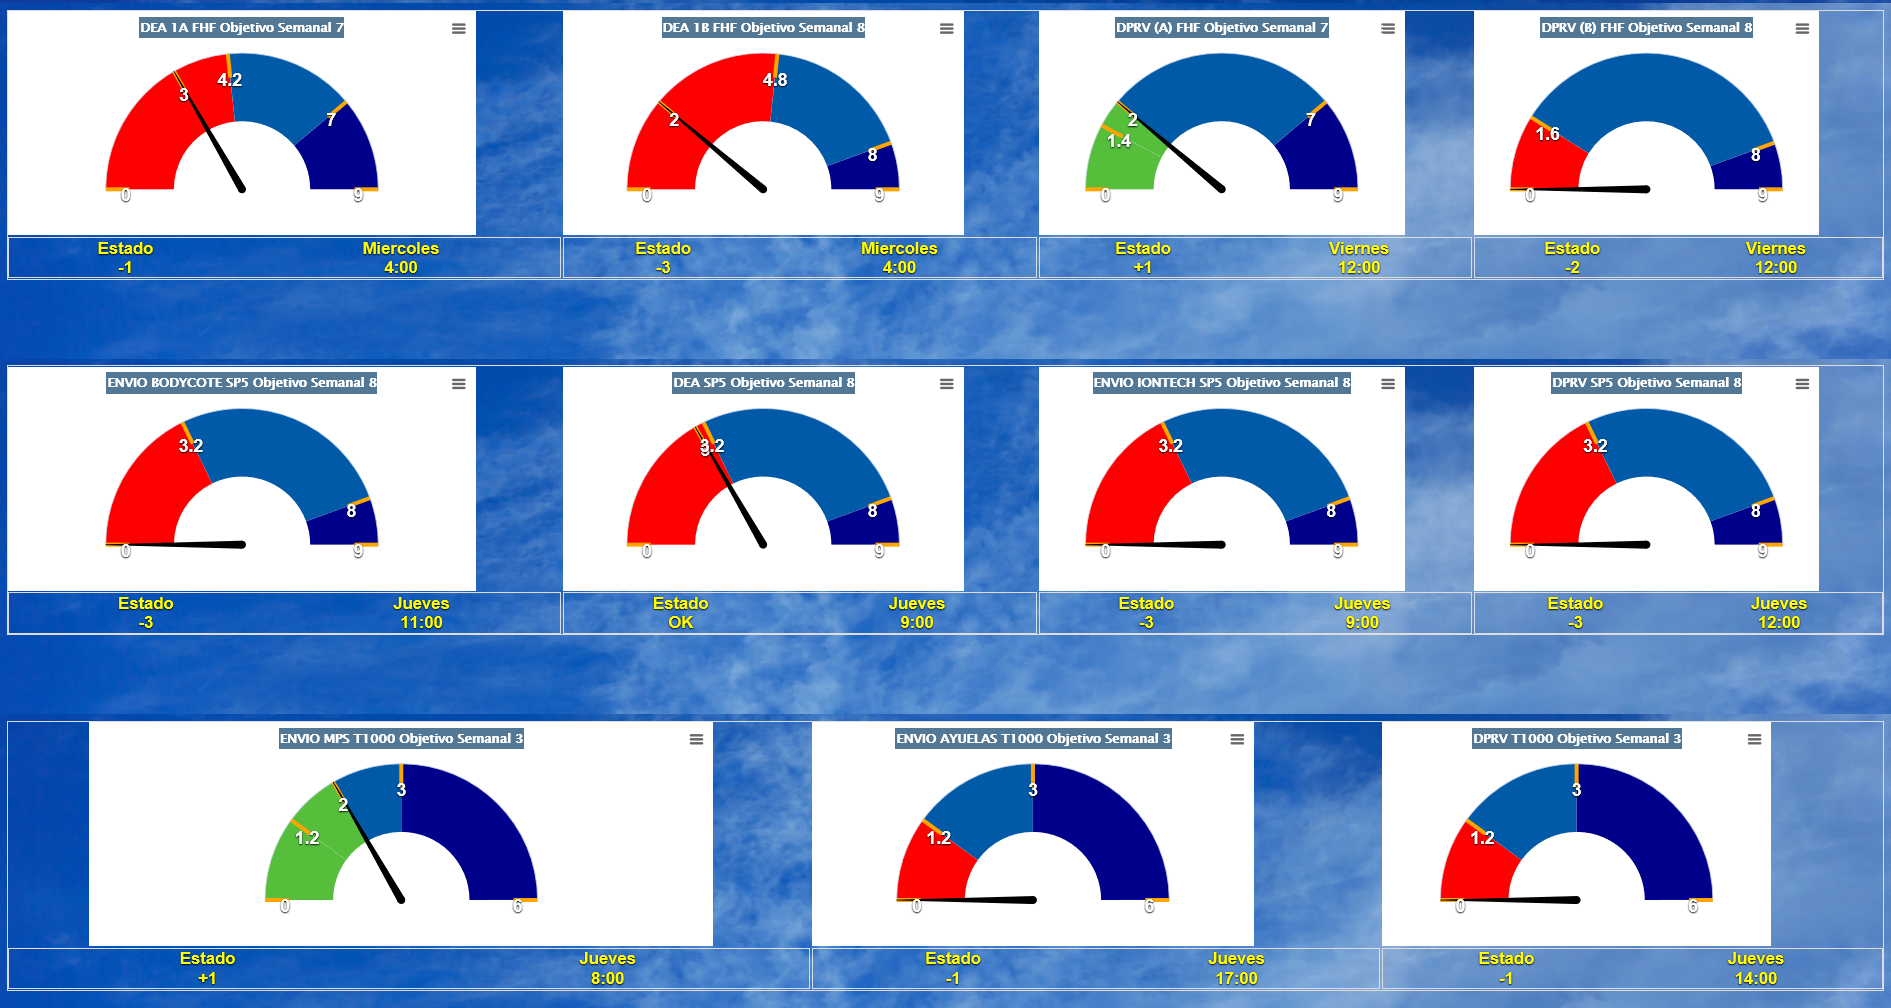 DEA 1A FHF Objetivo Semanal 7
3
4.2
7
0
9
Estado
Miercoles
-1
4:00
DEA 1B FHF Objetivo Semanal 8
2
4.8
8
0
9
Estado
Miercoles
-3
4:00
DPRV (A) FHF Objetivo Semanal 7
2
1.4
7
0
9
Estado
Viernes
+1
12:00
DPRV (B) FHF Objetivo Semanal 8
1.6
8
0
9
Estado
Viernes
-2
12:00
ENVIO BODYCOTE SP5 Objetivo Semanal 8
3.2
8
0
9
Estado
Jueves
-3
11:00
DEA SP5 Objetivo Semanal 8
3
3.2
8
0
9
Estado
Jueves
OK
9:00
ENVIO IONTECH SP5 Objetivo Semanal 8
3.2
8
0
9
Estado
Jueves
-3
9:00
DPRV SP5 Objetivo Semanal 8
3.2
8
0
9
Estado
Jueves
-3
12:00
ENVIO MPS T1000 Objetivo Semanal 3
3
2
1.2
0
6
Estado
Jueves
+1
8:00
ENVIO AYUELAS T1000 Objetivo Semanal 3
3
1.2
0
6
Estado
Jueves
-1
17:00
DPRV T1000 Objetivo Semanal 3
3
1.2
0
6
Estado
Jueves
-1
14:00